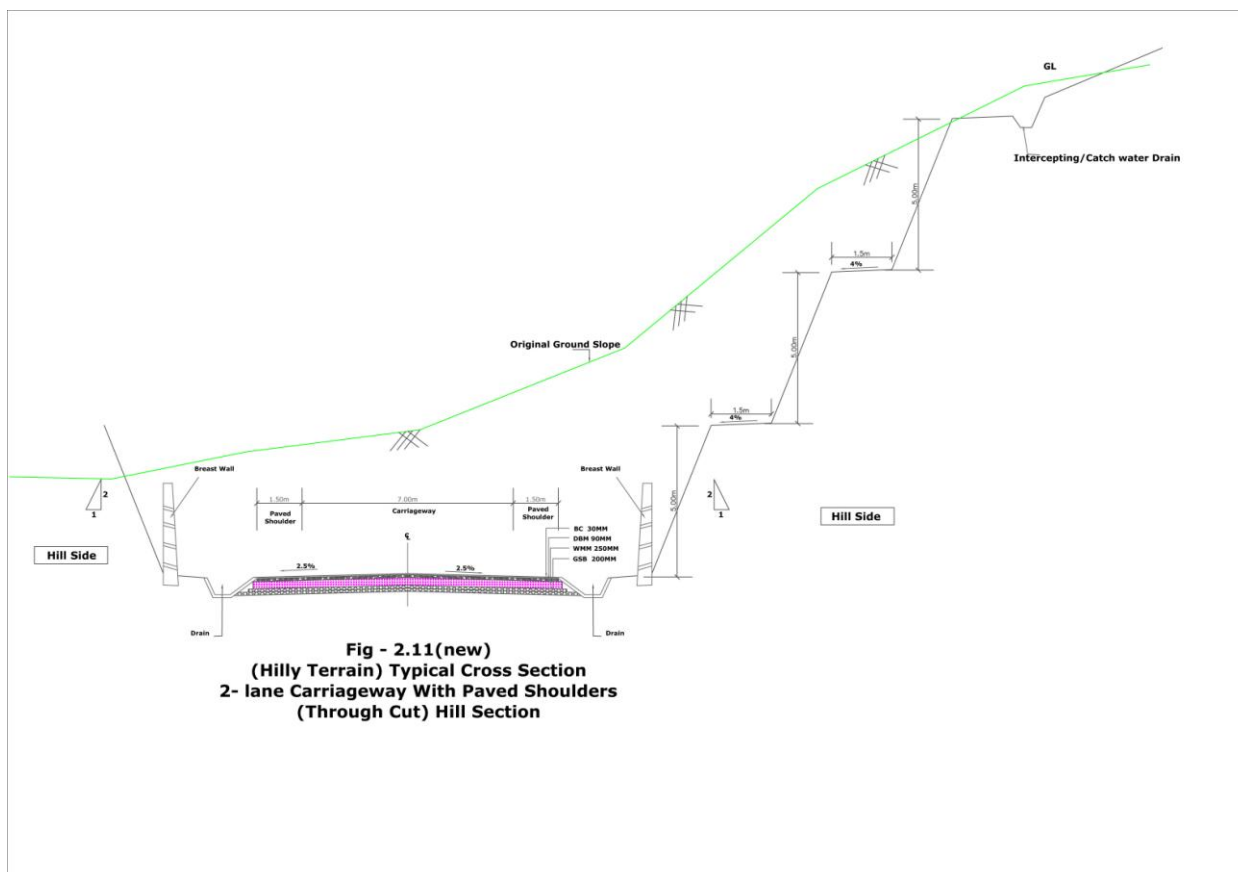 GL
Intercepting/Catch water Drain
5.00m
1.5m
4%
Original Ground Slope
5.00m
1.5m
4%
Breast Wall
Breast Wall
2
1
2
1
5.00m
1.50m
7.00m
1.50m
Paved
Shoulder
Carriageway
Paved
Shoulder
Hill Side
Hill Side
BC 30MM
DBM 90MM
WMM 250MM
GSB 200MM
2.5%
2.5%
Drain
Drain
Fig - 2.11(new)
(Hilly Terrain) Typical Cross Section
2- lane Carriageway With Paved Shoulders
(Through Cut) Hill Section